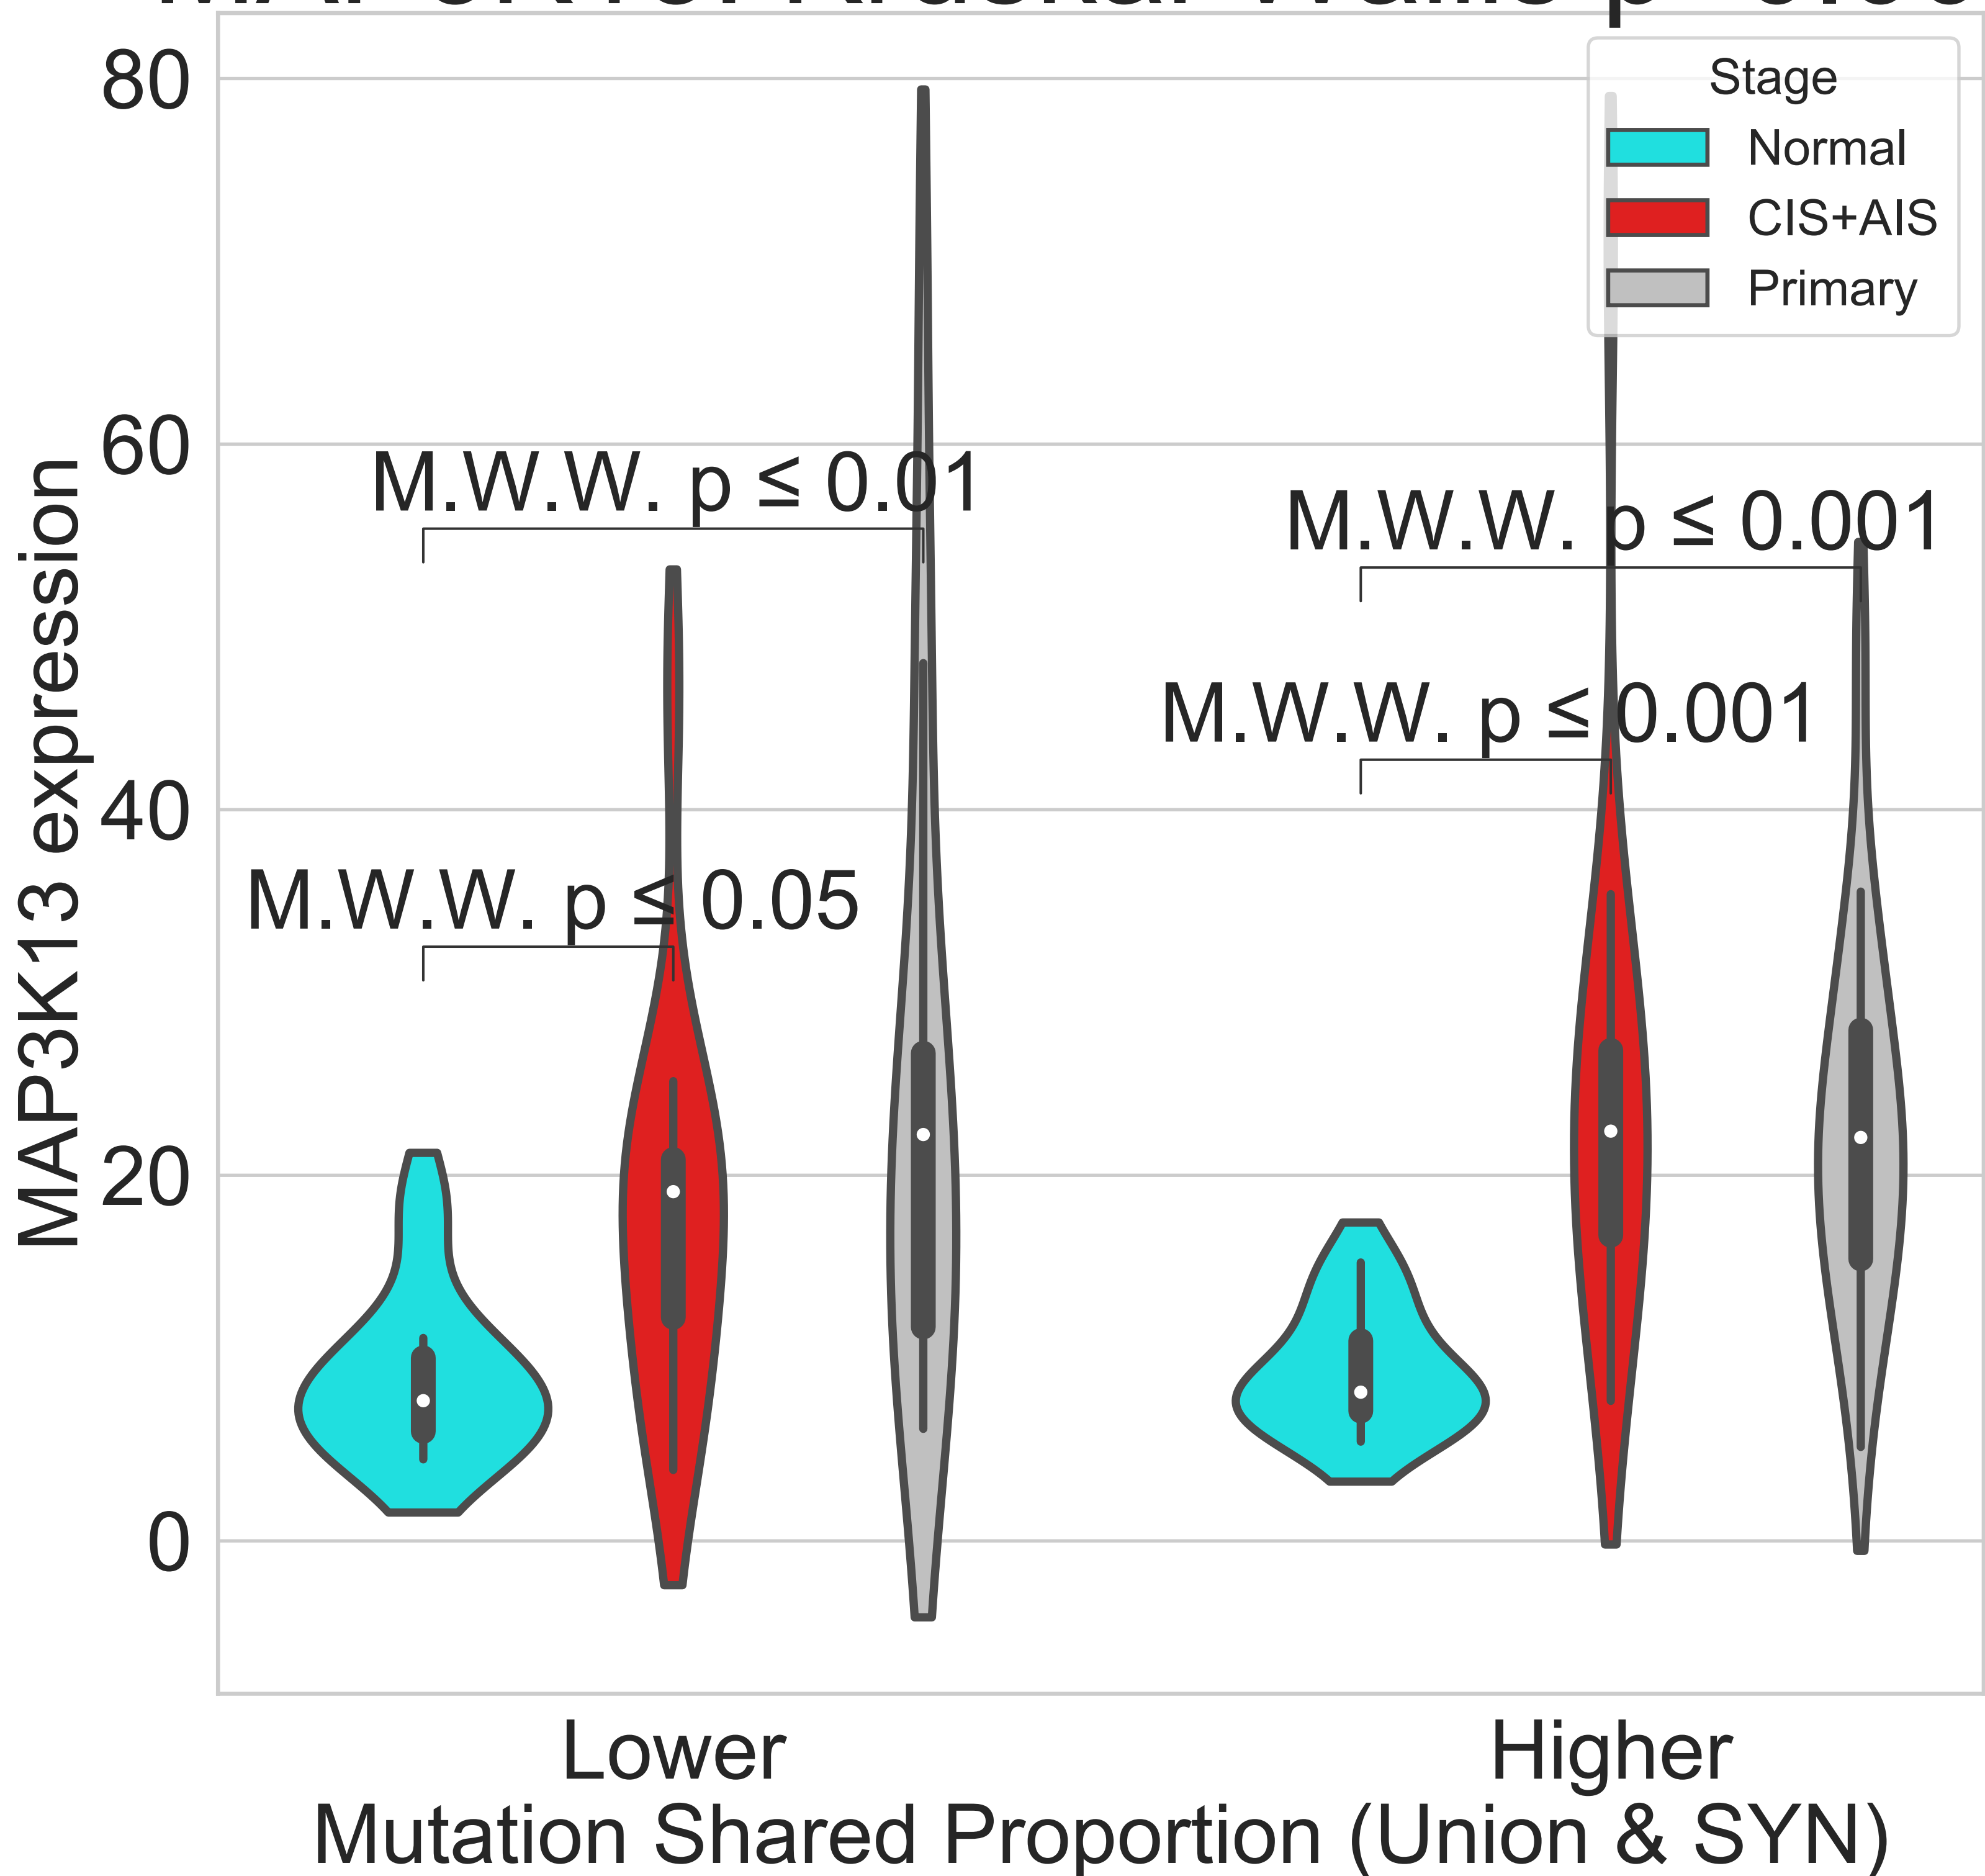 Stage
Normal
CIS+AIS
Primary
80
60
40
20
0
MAP3K13 expression
M.W.W. p ≤ 0.01
M.W.W. p ≤ 0.001
M.W.W. p ≤ 0.001
M.W.W. p ≤ 0.05
Lower
Higher
Mutation Shared Proportion (Union & SYN)